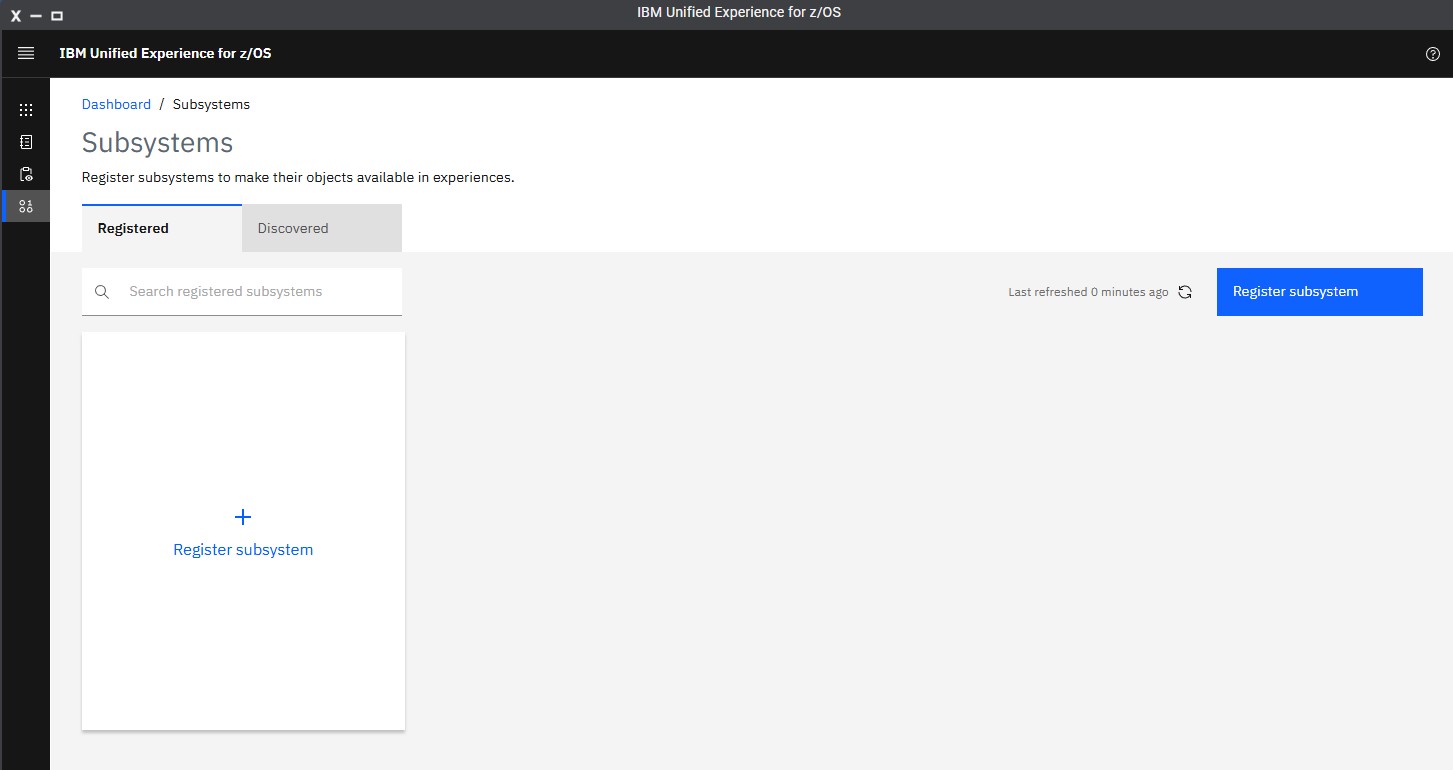 IBM Unified Experience for z/OS
IBM Unified Experience for z/OS
Dashboard / Subsystems
Subsystems
Register subsystems to make their objects available in experiences.
Registered Discovered
Search registered subsystems Last refreshed 0 minutes ago Register subsystem
Register subsystem